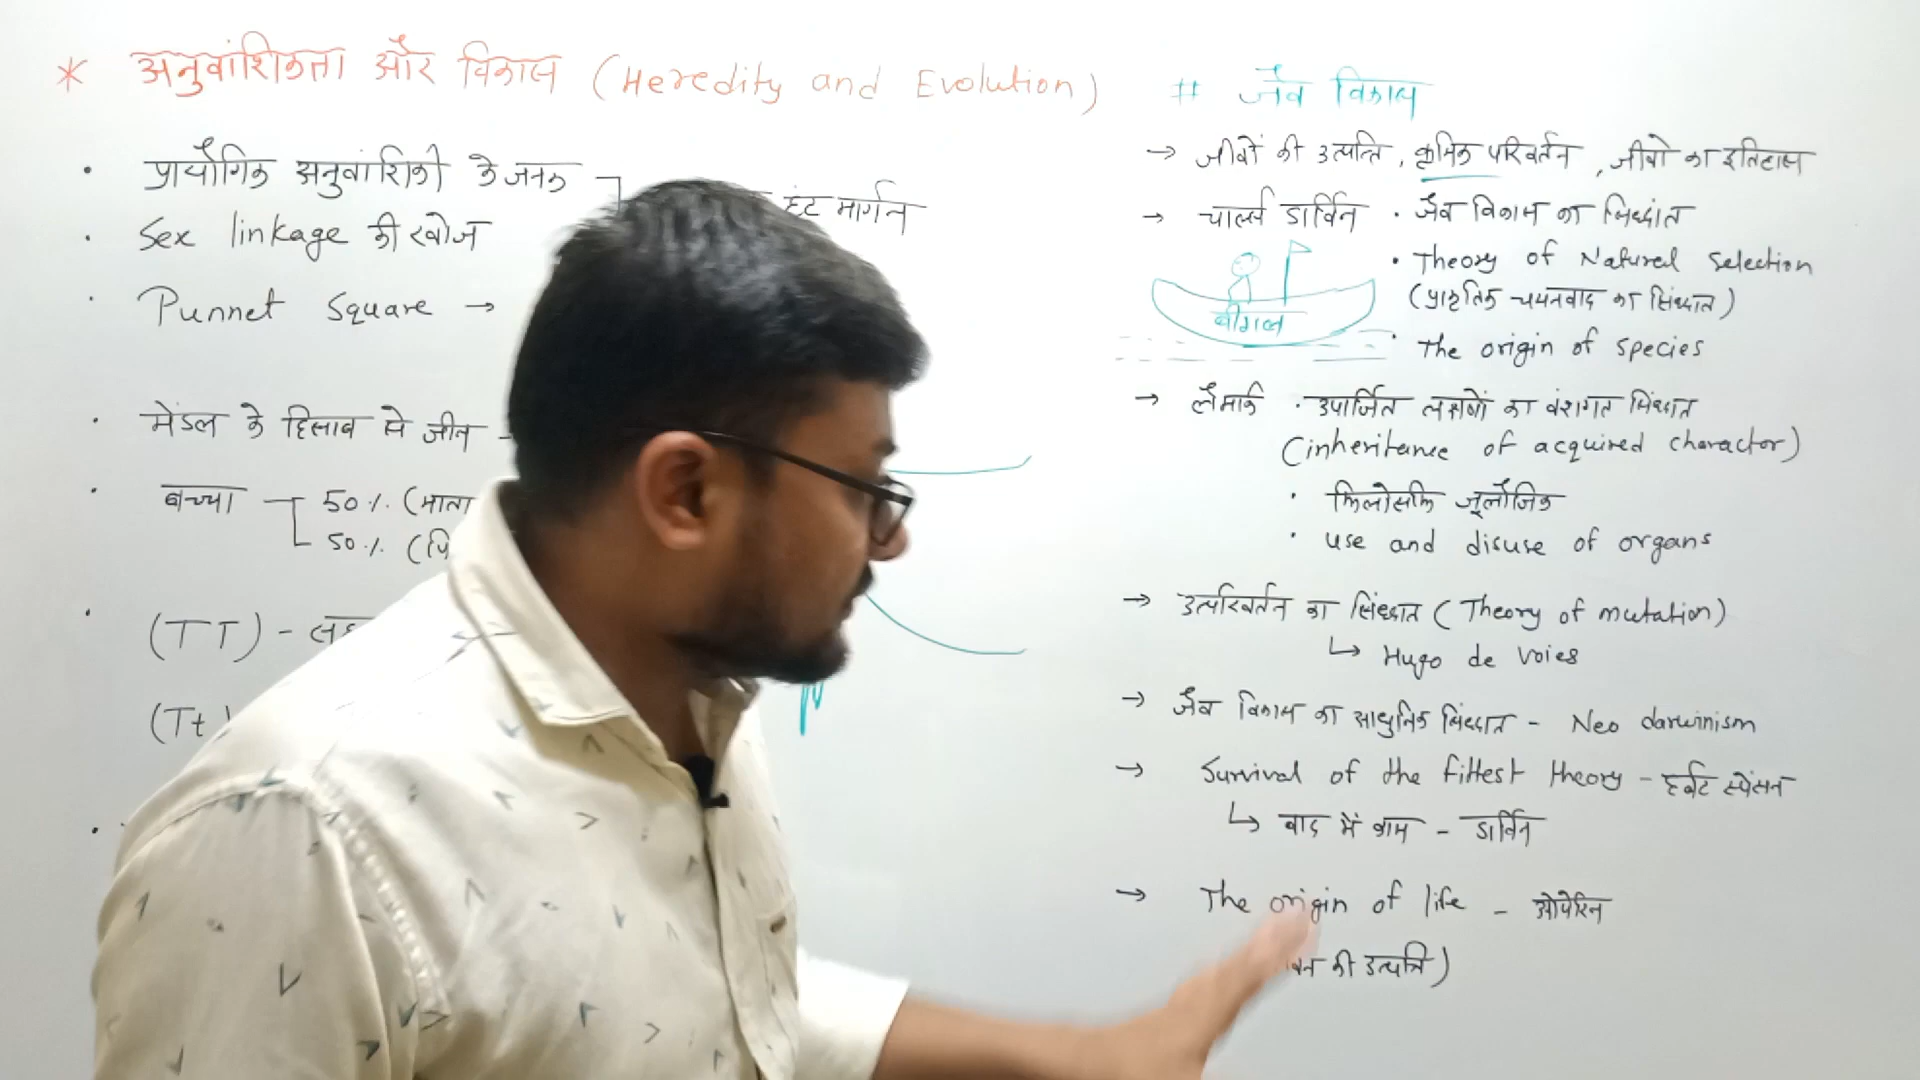 * अनुवांशिकता और विकास (Heredity and Evolution)
• प्रायौगिक अनुवांशिकी के जनक
हंट मार्गन
• Sex linkage की खोज
• Punnet Square →
• मेंडल के हिसाब से जीन -
• बच्चा 50% (माता
50% (पि
• (TT) -
(Tt)
# जैव विकास
→ जीवों की उत्पत्ति, क्रमिक परिवर्तन, जीवो का इतिहास
→ चार्ल्स डार्विन • जैव विकास का सिध्दांत
• Theory of Natural Selection
(प्राकृतिक चयनवाद का सिध्दांत)
बीगल
• The origin of species
→ लैमार्क • उपार्जित लक्षणों का वंशागत सिध्दांत
(inheritance of acquired charactor)
• फिलोसफि जूलौजिक
• use and disuse of organs
→ उत्परिवर्तन का सिध्दांत (Theory of mutation)
↳ Hugo de voies
→ जैव विकास का आधुनिक सिध्दांत - Neo darwinism
→ Survival of the fittest theory - हर्बट स्पेंसन
↳ बाद में काम - डार्विन
→ The origin of life - ओपेरिन
की उत्पत्ति)